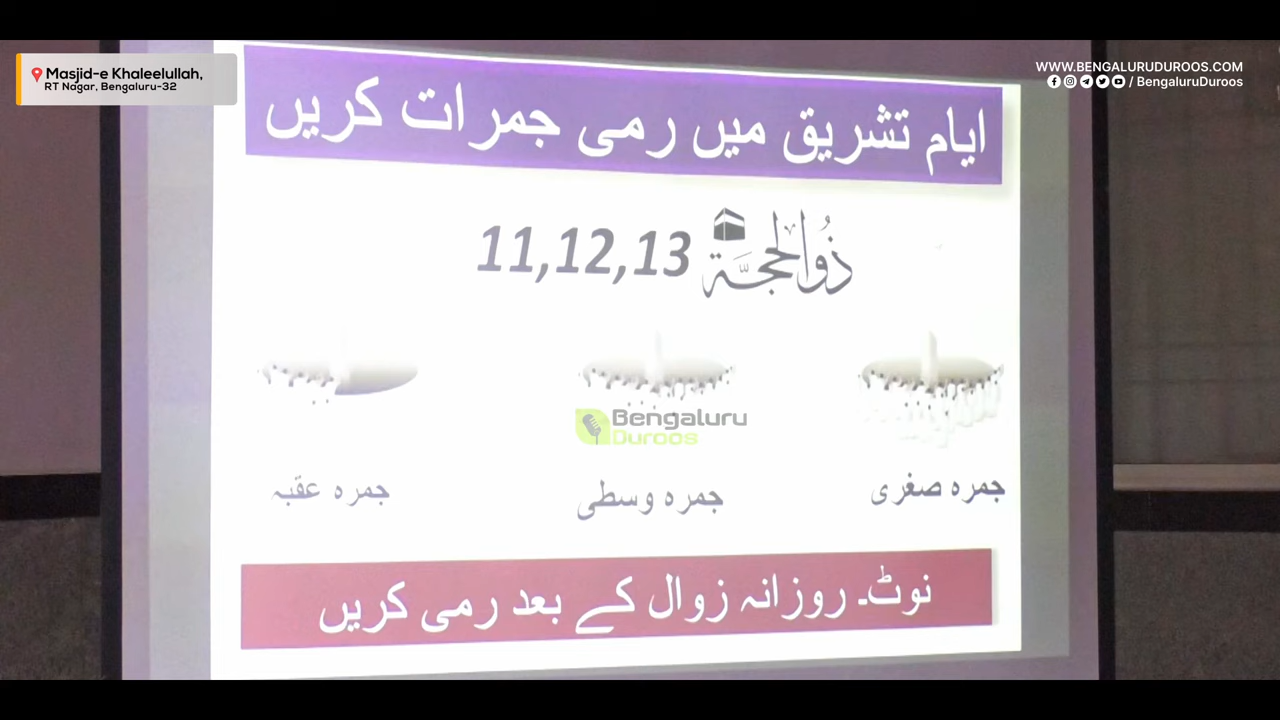 Masjid-e Khaleelullah,
RT Nagar, Bengaluru-32
WWW.BENGALURUDUROOS.COM
/ BengaluruDuroos
ایام تشریق میں رمی جمرات کریں
ذوالحجۃ 11,12,13
Bengaluru
Duroos
جمرہ صغری
جمرہ وسطی
جمرہ عقبہ
نوٹ۔ روزانہ زوال کے بعد رمی کریں